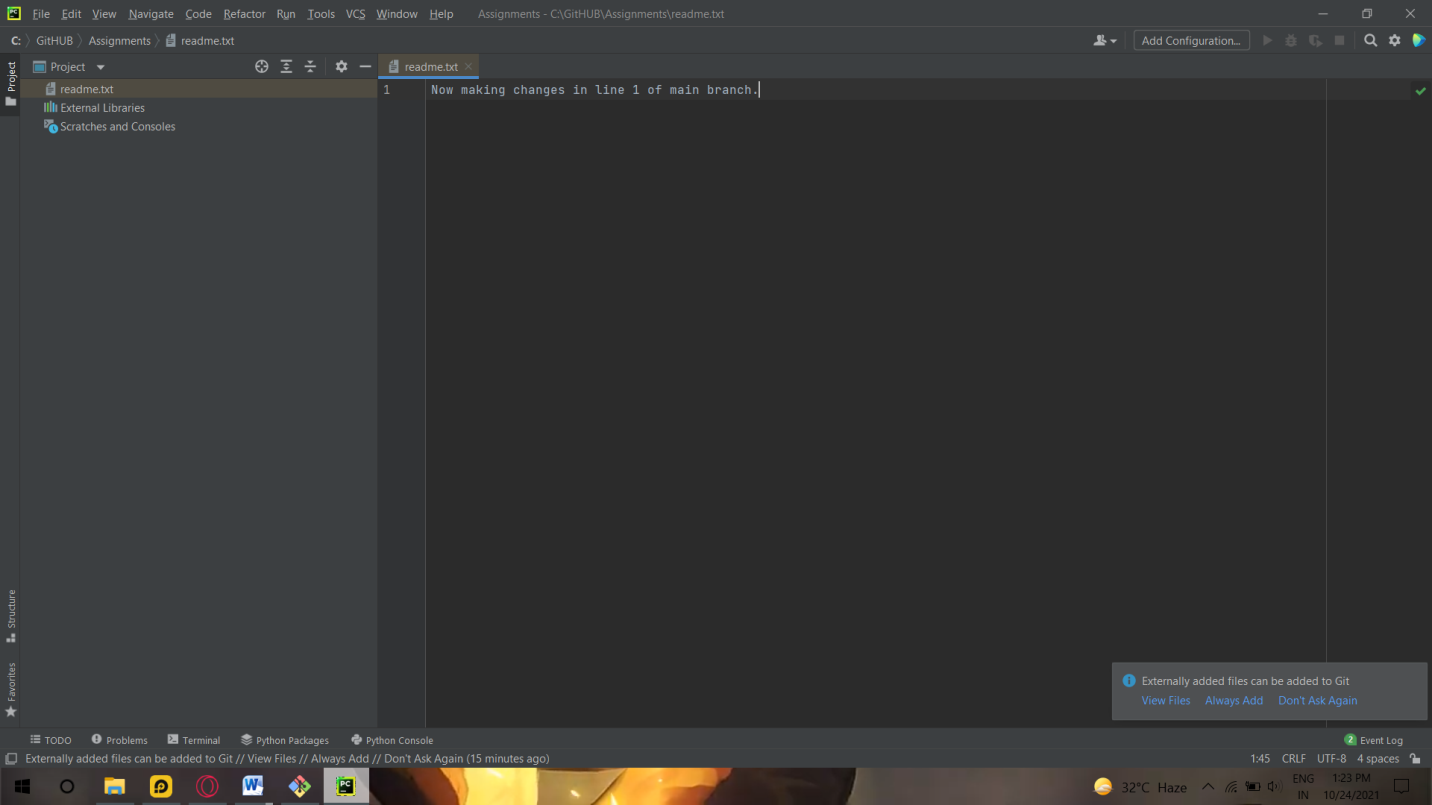 PC File Edit View Navigate Code Refactor Run Tools VCS Window Help Assignments - C:\GitHUB\Assignments\readme.txt
C: GitHUB Assignments readme.txt Add Configuration...
Project Project readme.txt
readme.txt 1 Now making changes in line 1 of main branch.
External Libraries
Scratches and Consoles
Structure
Favorites
Externally added files can be added to Git
View Files Always Add Don't Ask Again
TODO Problems Terminal Python Packages Python Console 2 Event Log
Externally added files can be added to Git // View Files // Always Add // Don't Ask Again (15 minutes ago) 1:45 CRLF UTF-8 4 spaces
W PC 32°C Haze ENG 1:23 PM
IN 10/24/2021